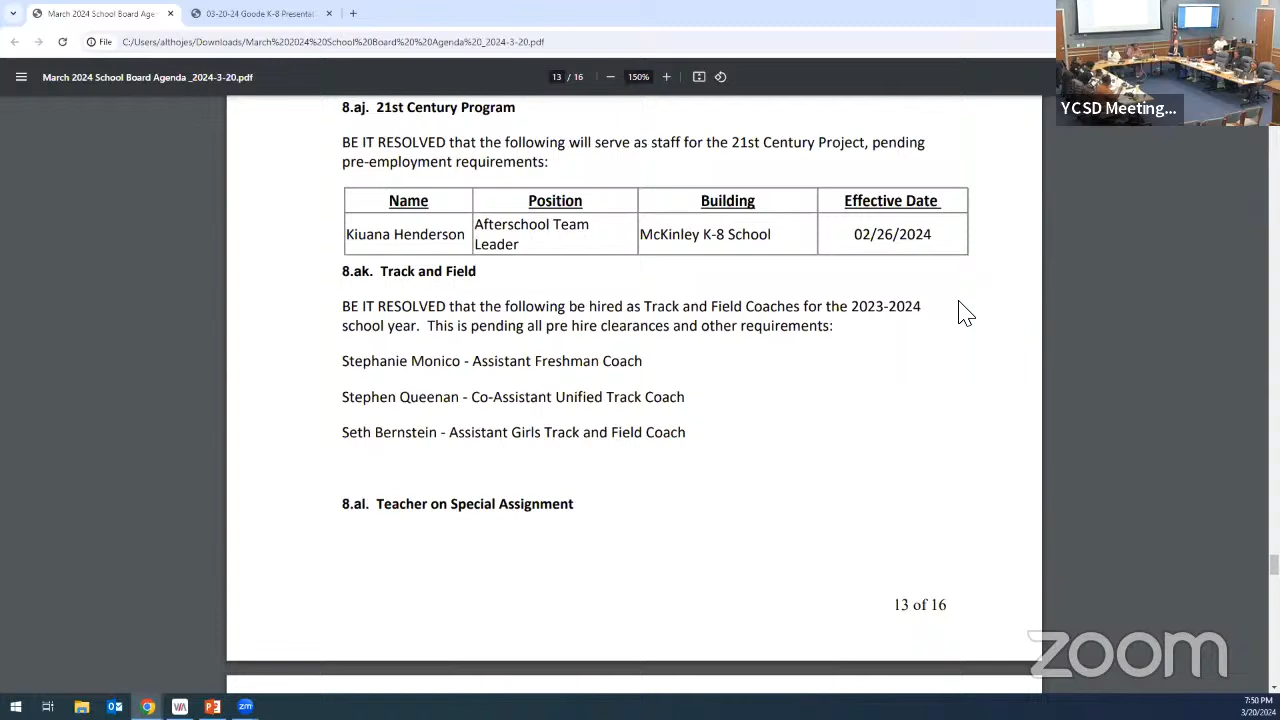 March 2024 School Board Age
03-20-24 Goode K-8 Presenta
File
C:/Users/althojes/Downloads/March%202024%20School%20Board%20%20Agenda%20_2024-3-20.pdf
March 2024 School Board Agenda _2024-3-20.pdf
13 / 16
150%
YCSD Meeting...
8.aj. 21st Century Program
BE IT RESOLVED that the following will serve as staff for the 21st Century Project, pending
pre-employment requirements:
Name Position Building Effective Date
Kiuana Henderson Afterschool Team Leader McKinley K-8 School 02/26/2024
8.ak. Track and Field
BE IT RESOLVED that the following be hired as Track and Field Coaches for the 2023-2024
school year. This is pending all pre hire clearances and other requirements:
Stephanie Monico - Assistant Freshman Coach
Stephen Queenan - Co-Assistant Unified Track Coach
Seth Bernstein - Assistant Girls Track and Field Coach
8.al. Teacher on Special Assignment
13 of 16
zoom
7:50 PM
3/20/2024